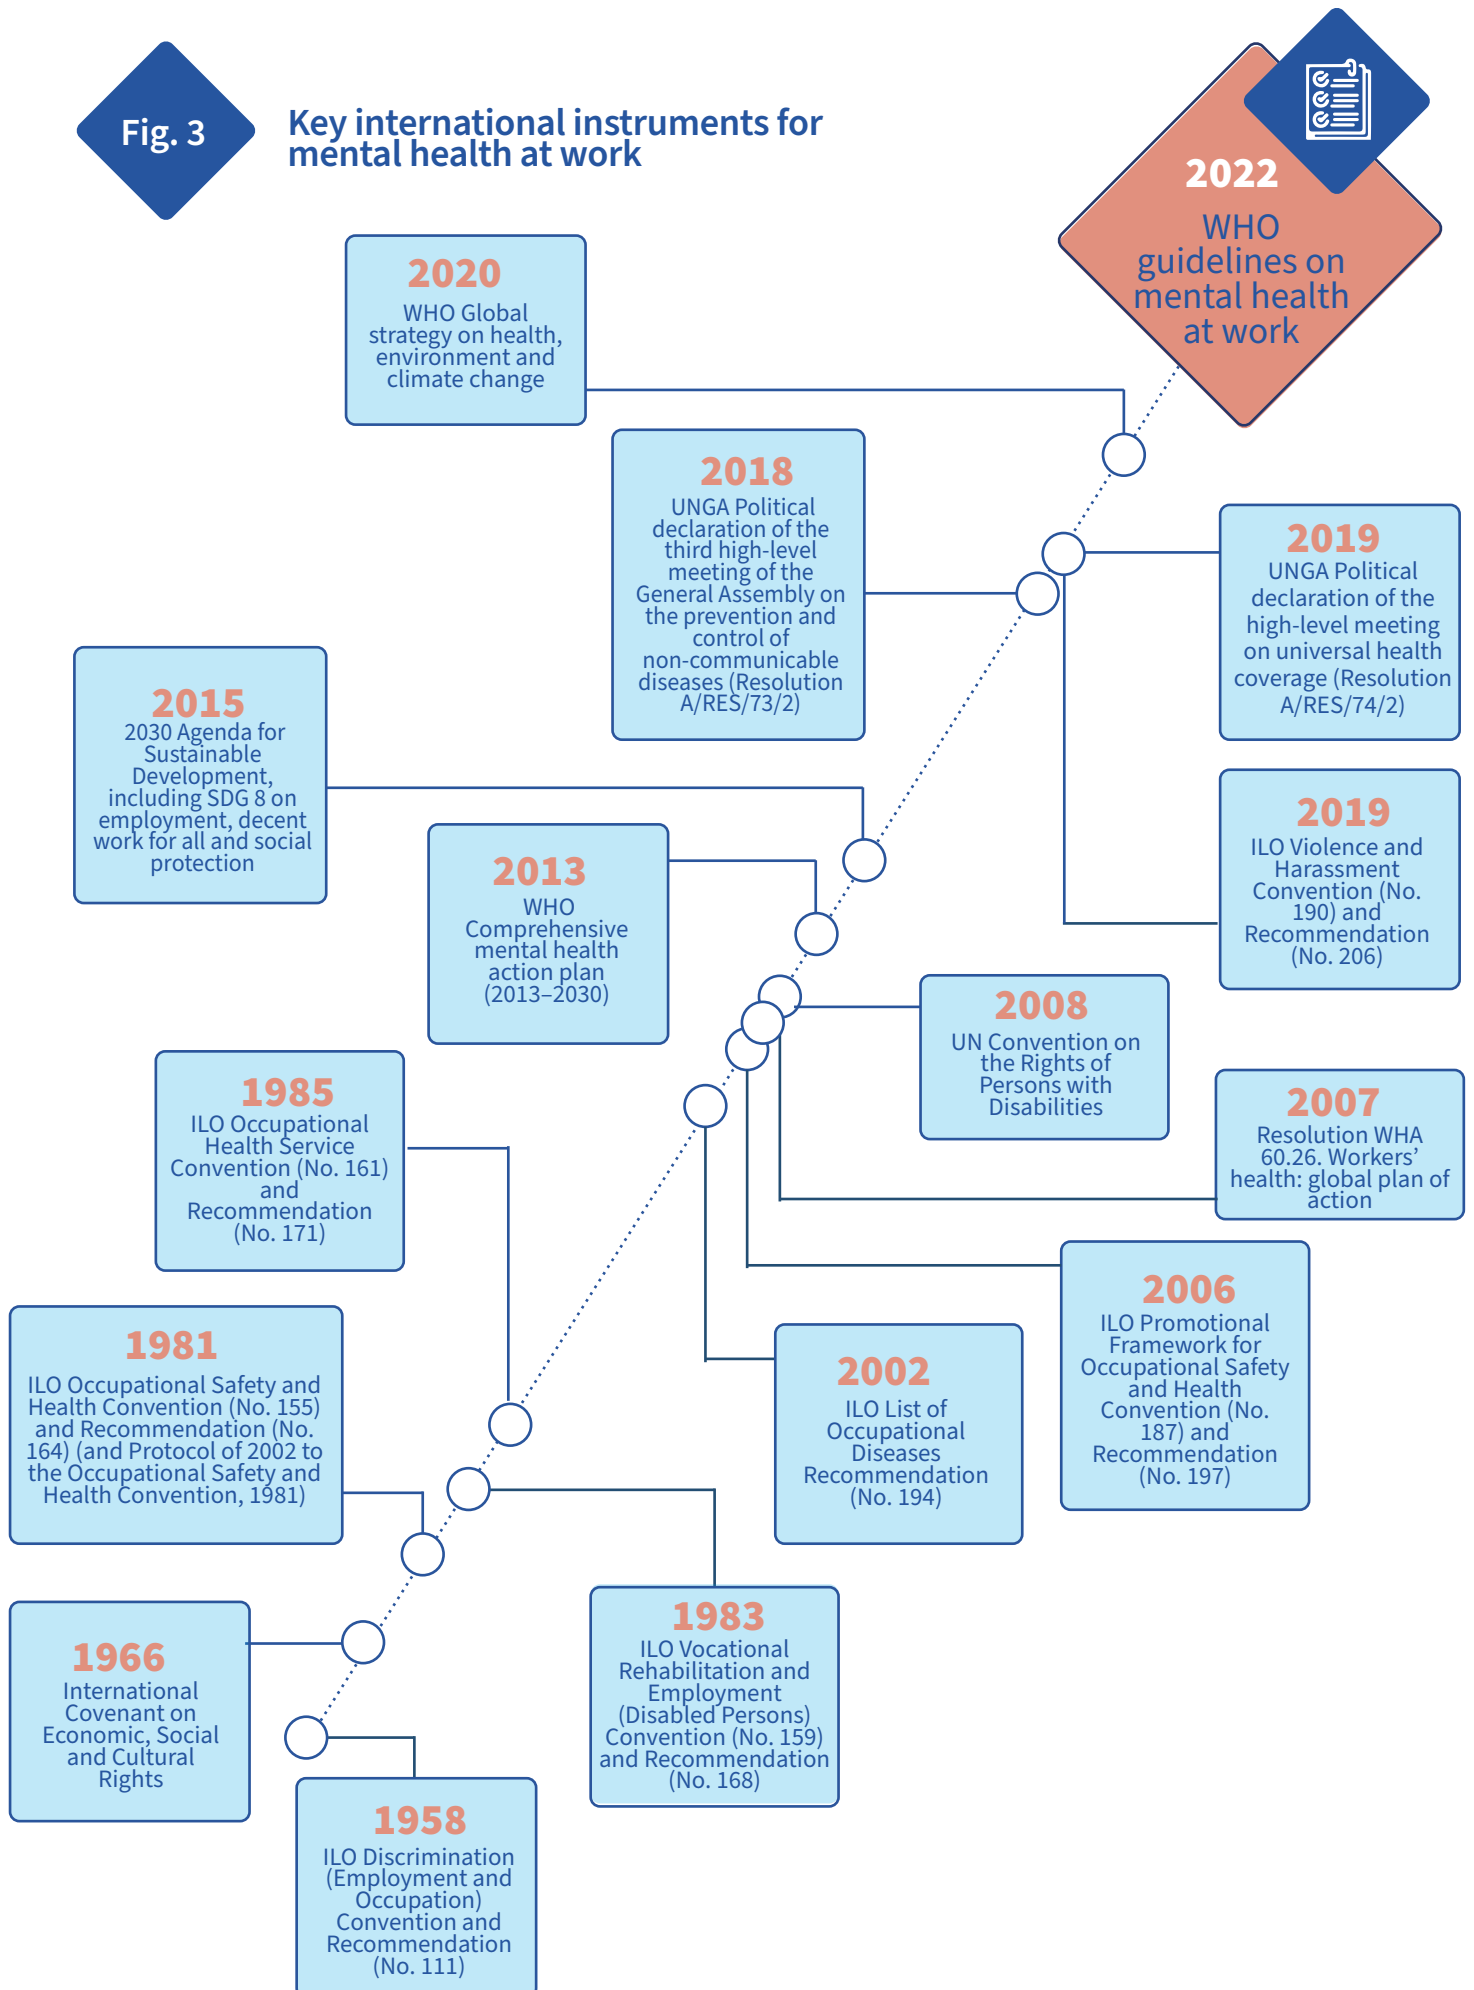 Fig. 3
Key international instruments for
mental health at work
2022
WHO
guidelines on
mental health
at work
2020
WHO Global
strategy on health,
environment and
climate change
2018
UNGA Political
declaration of the
third high-level
meeting of the
General Assembly on
the prevention and
control of
non-communicable
diseases (Resolution
A/RES/73/2)
2019
UNGA Political
declaration of the
high-level meeting
on universal health
coverage (Resolution
A/RES/74/2)
2015
2030 Agenda for
Sustainable
Development,
including SDG 8 on
employment, decent
work for all and social
protection
2019
ILO Violence and
Harassment
Convention (No.
190) and
Recommendation
(No. 206)
2013
WHO
Comprehensive
mental health
action plan
(2013–2030)
2008
UN Convention on
the Rights of
Persons with
Disabilities
1985
ILO Occupational
Health Service
Convention (No. 161)
and
Recommendation
(No. 171)
2007
Resolution WHA
60.26. Workers’
health: global plan of
action
2006
ILO Promotional
Framework for
Occupational Safety
and Health
Convention (No.
187) and
Recommendation
(No. 197)
1981
ILO Occupational Safety and
Health Convention (No. 155)
and Recommendation (No.
164) (and Protocol of 2002 to
the Occupational Safety and
Health Convention, 1981)
2002
ILO List of
Occupational
Diseases
Recommendation
(No. 194)
1983
ILO Vocational
Rehabilitation and
Employment
(Disabled Persons)
Convention (No. 159)
and Recommendation
(No. 168)
1966
International
Covenant on
Economic, Social
and Cultural
Rights
1958
ILO Discrimination
(Employment and
Occupation)
Convention and
Recommendation
(No. 111)